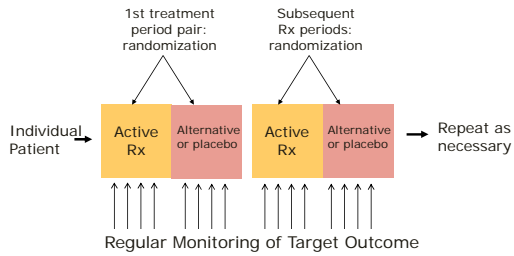 1st treatment
period pair:
randomization
Subsequent
Rx periods:
randomization
Individual
Patient
Active
Rx
Alternative
or placebo
Active
Rx
Alternative
or placebo
Repeat as
necessary
Regular Monitoring of Target Outcome